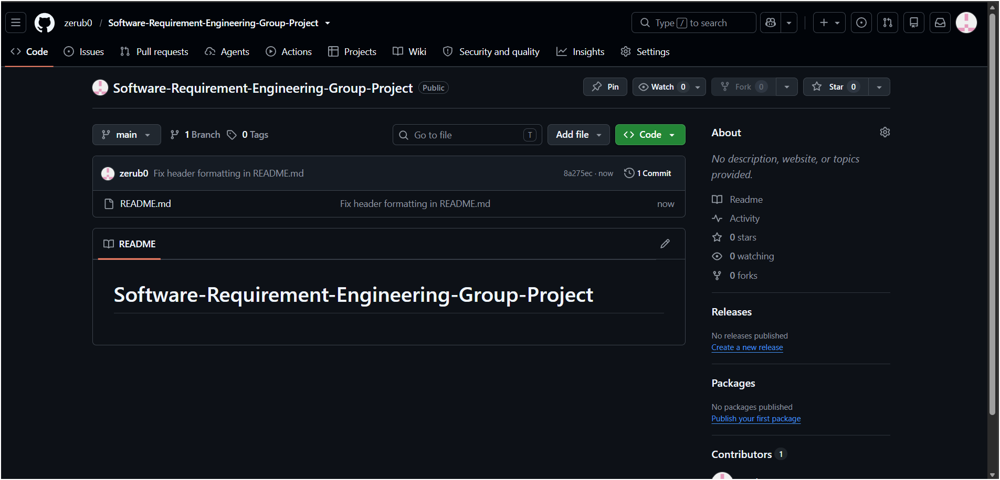 zerub0 / Software-Requirement-Engineering-Group-Project
Type / to search
Code Issues Pull requests Agents Actions Projects Wiki Security and quality Insights Settings
Software-Requirement-Engineering-Group-Project Public
Pin Watch 0 Fork 0 Star 0
main 1 Branch 0 Tags
Go to file T Add file Code
zerub0 Fix header formatting in README.md 8a275ec · now 1 Commit
README.md Fix header formatting in README.md now
README
Software-Requirement-Engineering-Group-Project
About
No description, website, or topics
provided.
Readme
Activity
0 stars
0 watching
0 forks
Releases
No releases published
Create a new release
Packages
No packages published
Publish your first package
Contributors 1